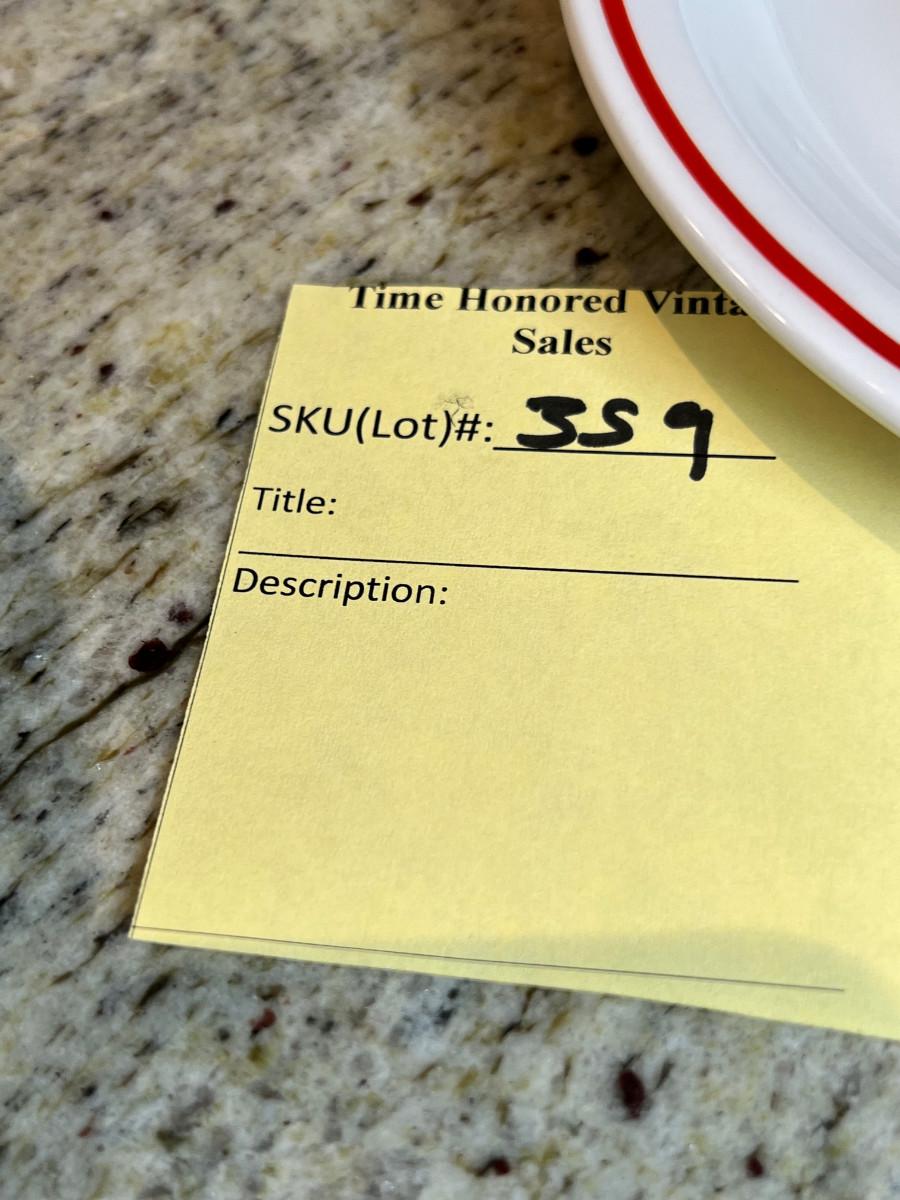 Time Honored Vinta
Sales
SKU(Lot)#: 359
Title:
Description: